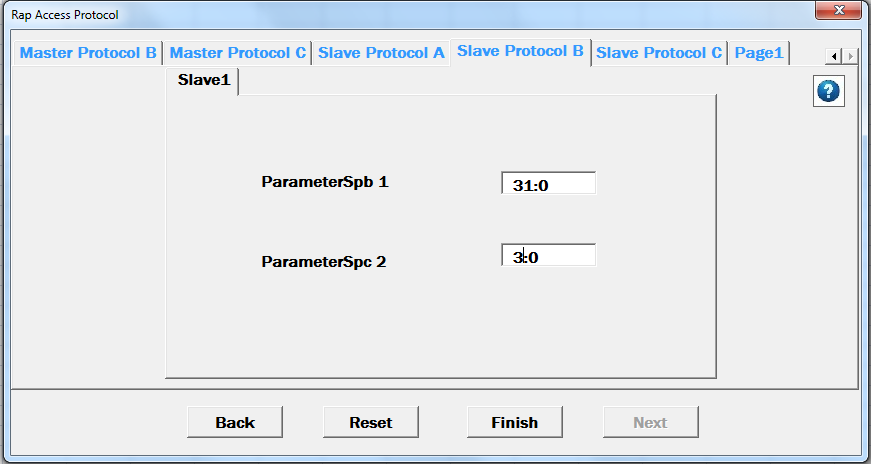 Rap Access Protocol
Master Protocol B Master Protocol C Slave Protocol A Slave Protocol B Slave Protocol C Page1
Slave1
?
ParameterSpb 1 31:0
ParameterSpc 2 3:0
Back Reset Finish Next